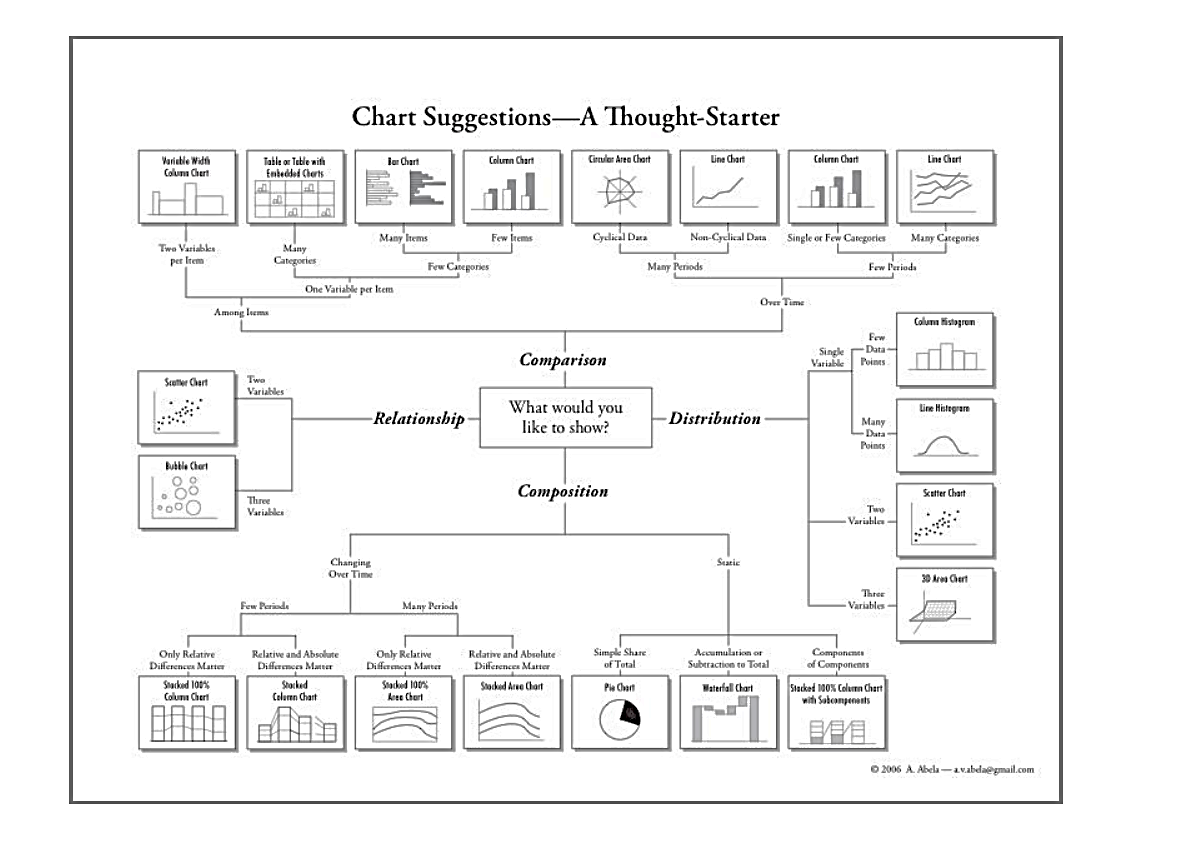 Chart Suggestions—A Thought-Starter
Variable Width
Column Chart
Table or Table with
Embedded Charts
Bar Chart
Column Chart
Circular Area Chart
Line Chart
Column Chart
Line Chart
Two Variables
per Item
Many
Categories
Many Items
Few Items
Cyclical Data
Non-Cyclical Data
Single or Few Categories
Many Categories
Few Categories
Many Periods
Few Periods
One Variable per Item
Among Items
Over Time
Comparison
What would you
like to show?
Relationship
Distribution
Composition
Scatter Chart
Two
Variables
Bubble Chart
Three
Variables
Single
Variable
Few
Data
Points
Column Histogram
Many
Data
Points
Line Histogram
Two
Variables
Scatter Chart
Three
Variables
3D Area Chart
Changing
Over Time
Static
Few Periods
Many Periods
Only Relative
Differences Matter
Relative and Absolute
Differences Matter
Only Relative
Differences Matter
Relative and Absolute
Differences Matter
Simple Share
of Total
Accumulation or
Subtraction to Total
Components
of Components
Stacked 100%
Column Chart
Stacked
Column Chart
Stacked 100%
Area Chart
Stacked Area Chart
Pie Chart
Waterfall Chart
Stacked 100% Column Chart
with Subcomponents
© 2006 A. Abela — a.v.abela@gmail.com